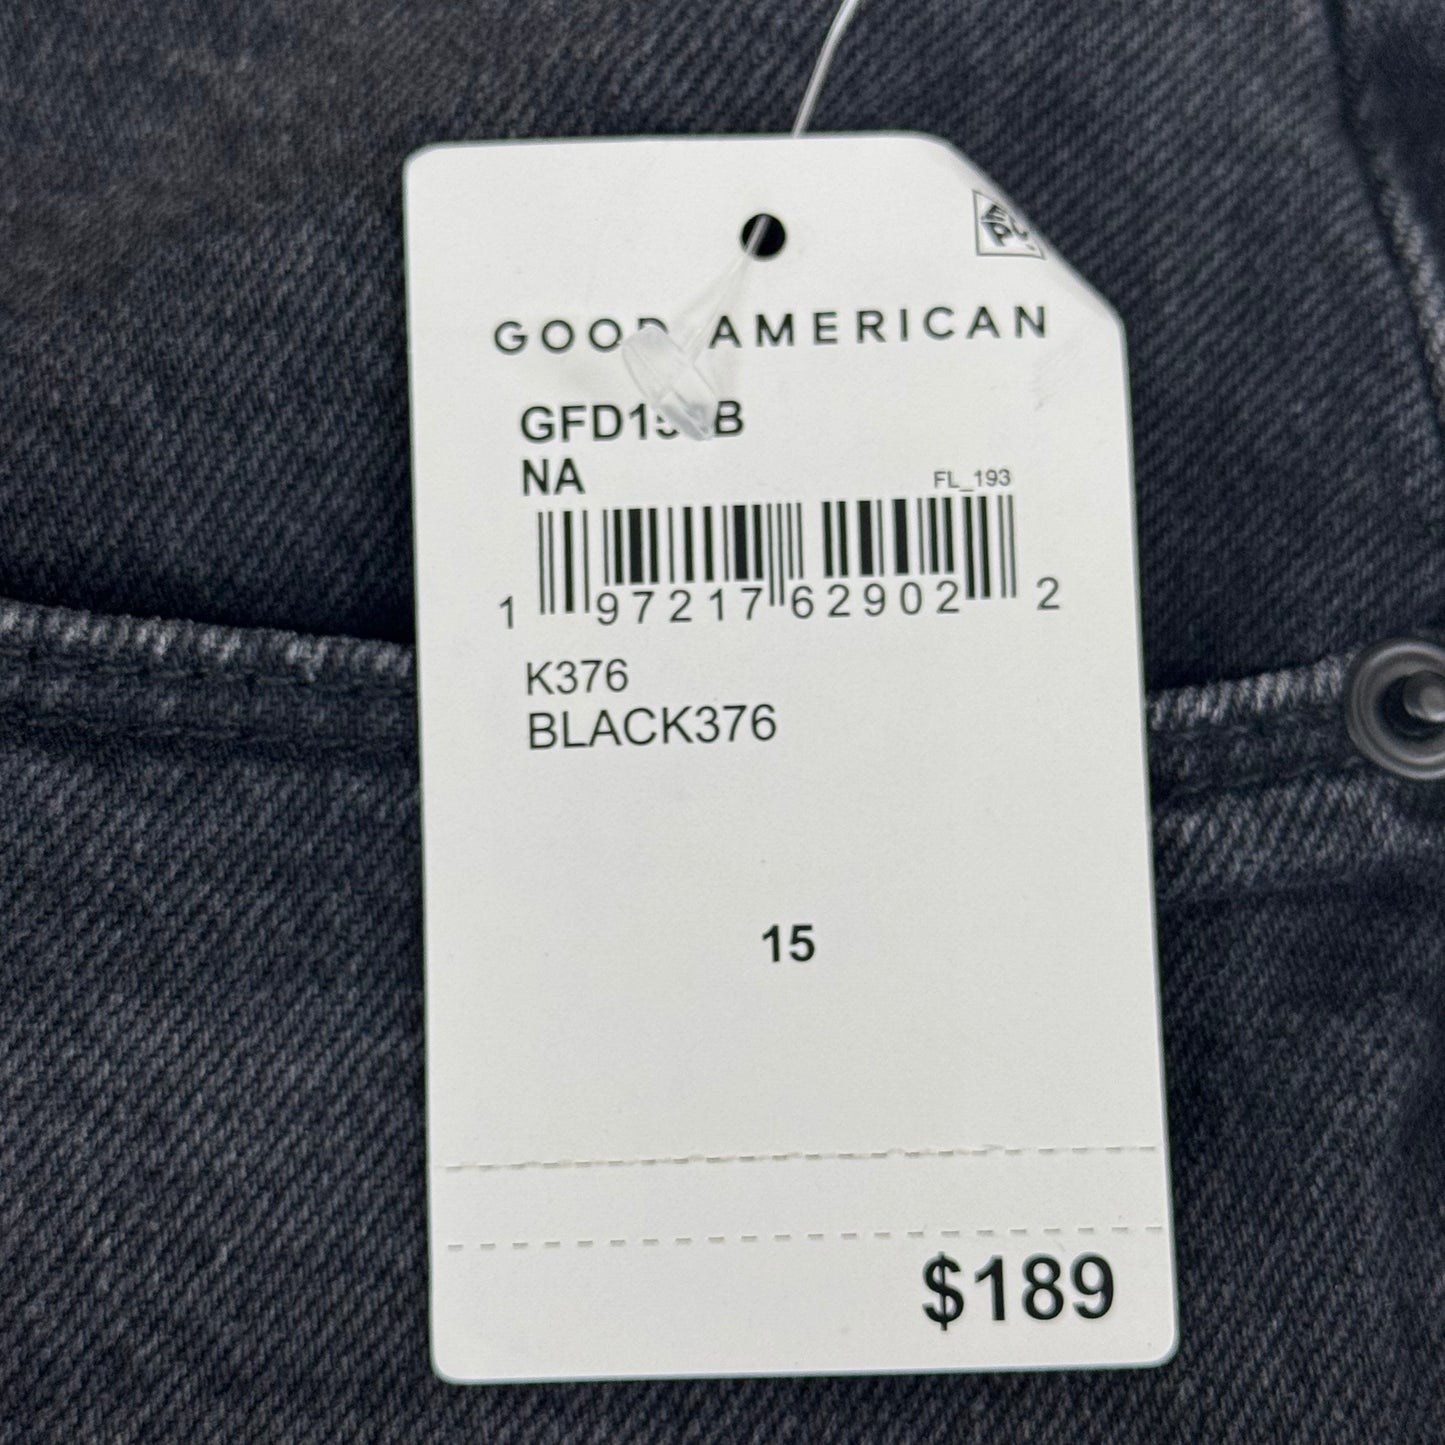 GOOD AMERICAN
NA
FL_193
1 97217 62902 2
K376
BLACK376
15
$189